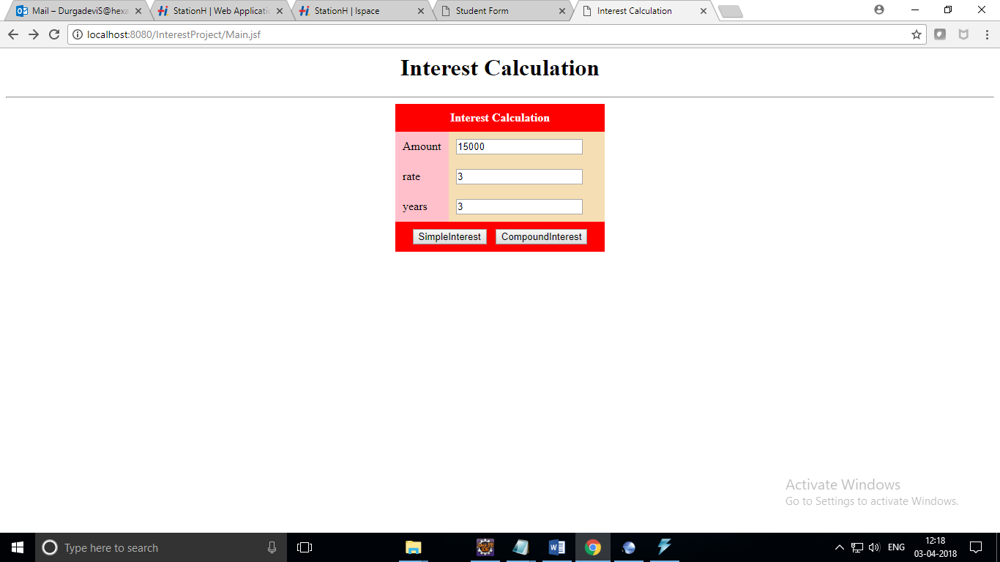 Mail – DurgadeviS@hexa
StationH | Web Applicatic
StationH | Ispace
Student Form
Interest Calculation
localhost:8080/InterestProject/Main.jsf
Interest Calculation
Interest Calculation
Amount 15000
rate 3
years 3
SimpleInterest CompoundInterest
Activate Windows
Go to Settings to activate Windows.
Type here to search
ENG
12:18
03-04-2018